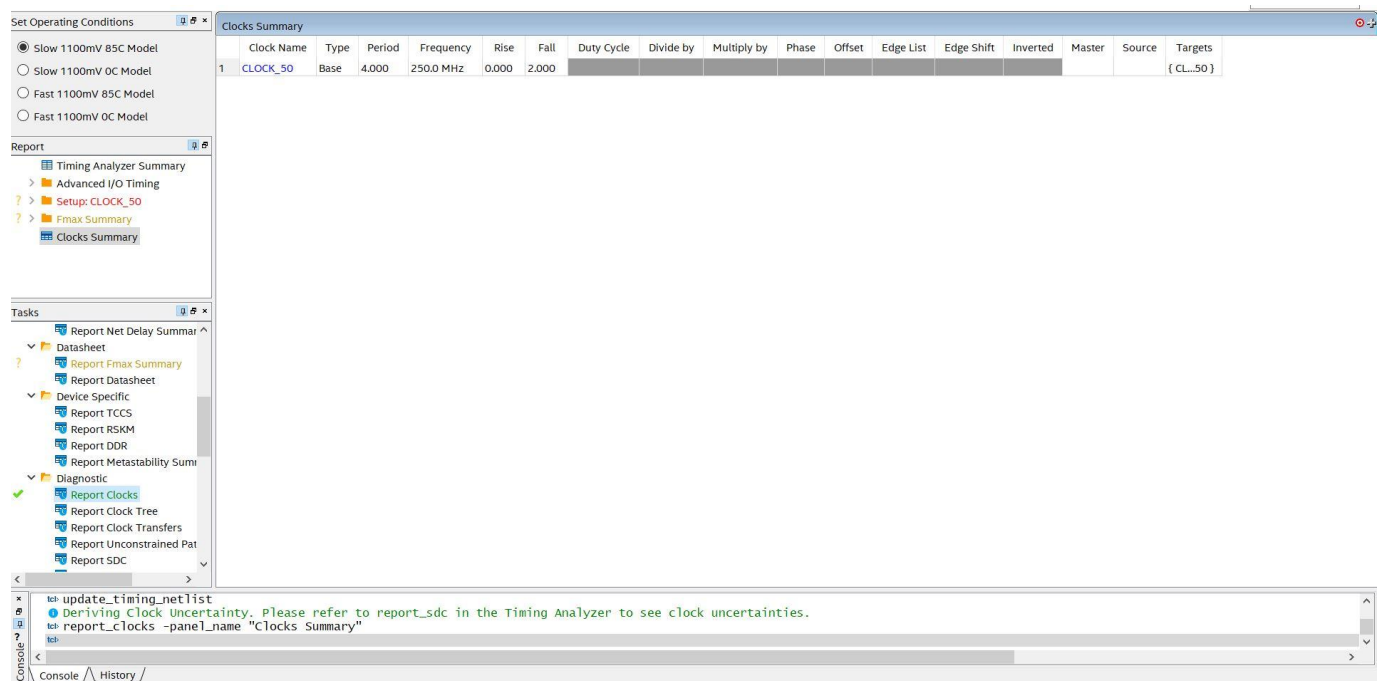 Set Operating Conditions
Slow 1100mV 85C Model
Slow 1100mV 0C Model
Fast 1100mV 85C Model
Fast 1100mV 0C Model
Report
Timing Analyzer Summary
Advanced I/O Timing
? Setup: CLOCK_50
? Fmax Summary
Clocks Summary
Tasks
Report Net Delay Summar
Datasheet
? Report Fmax Summary
Report Datasheet
Device Specific
Report TCCS
Report RSKM
Report DDR
Report Metastability Sum
Diagnostic
Report Clocks
Report Clock Tree
Report Clock Transfers
Report Unconstrained Pat
Report SDC
Clocks Summary
Clock Name Type Period Frequency Rise Fall Duty Cycle Divide by Multiply by Phase Offset Edge List Edge Shift Inverted Master Source Targets
1 CLOCK_50 Base 4.000 250.0 MHz 0.000 2.000 { CL...50 }
tcl> update_timing_netlist
Deriving Clock Uncertainty. Please refer to report_sdc in the Timing Analyzer to see clock uncertainties.
tcl> report_clocks -panel_name "Clocks Summary"
tcl>
Console
Console History